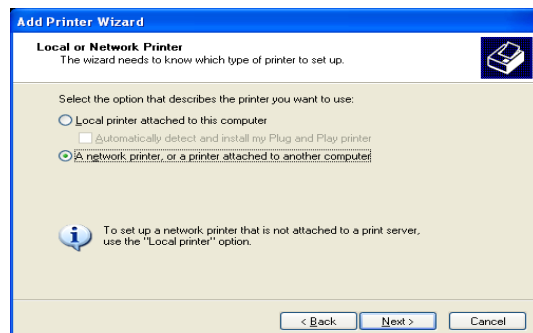 Add Printer Wizard
Local or Network Printer
The wizard needs to know which type of printer to set up.
Select the option that describes the printer you want to use:
Local printer attached to this computer
Automatically detect and install my Plug and Play printer
A network printer, or a printer attached to another computer
To set up a network printer that is not attached to a print server,
use the "Local printer" option.
< Back Next > Cancel